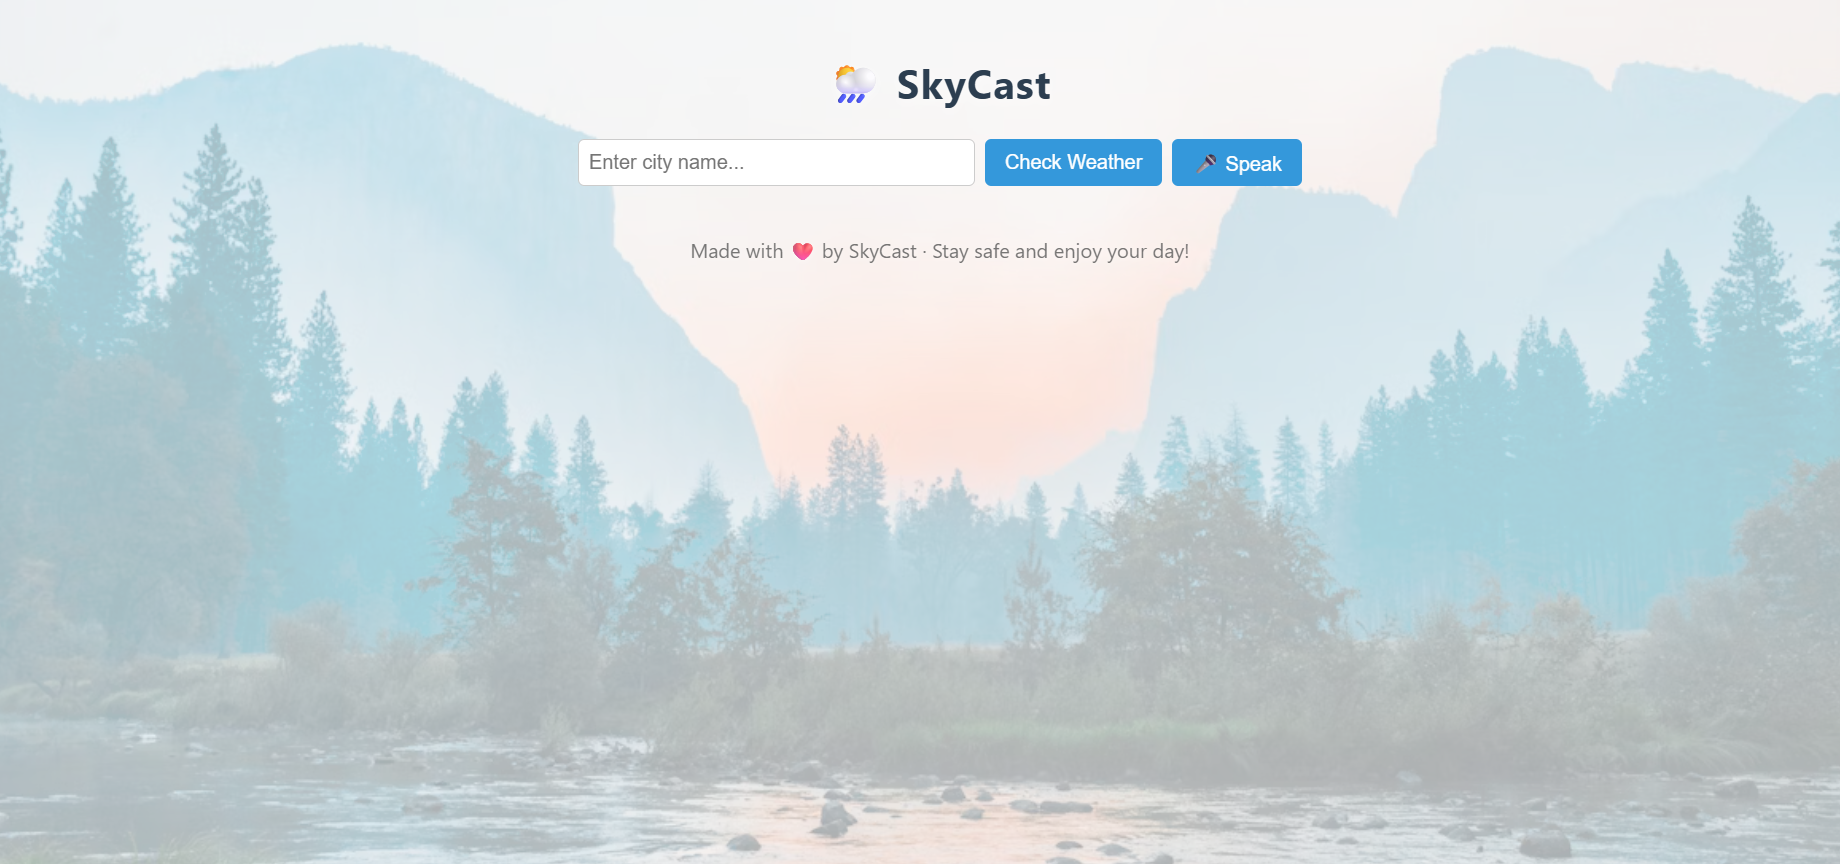 SkyCast
Enter city name...
Check Weather
Speak
Made with ❤️ by SkyCast · Stay safe and enjoy your day!